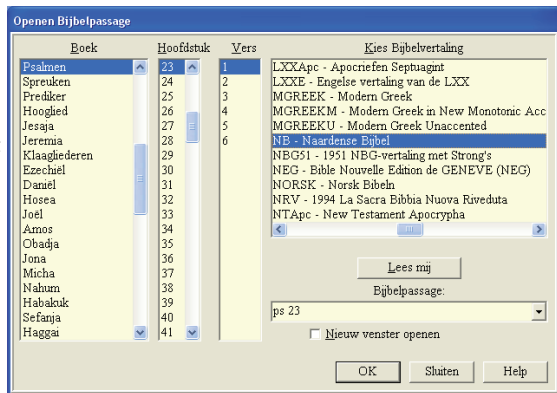 Openen Bijbelpassage
Boek
Psalmen
Spreuken
Prediker
Hooglied
Jesaja
Jeremia
Klaagliederen
Ezechiël
Daniël
Hosea
Joël
Amos
Obadja
Jona
Micha
Nahum
Habakuk
Sefanja
Haggai
Hoofdstuk
23
24
25
26
27
28
29
30
31
32
33
34
35
36
37
38
39
40
41
Vers
1
2
3
4
5
6
Kies Bijbelvertaling
LXXApc - Apocriefen Septuagint
LXXE - Engelse vertaling van de LXX
MGREEK - Modern Greek
MGREEKM - Modern Greek in New Monotonic Acc
MGREEKU - Modern Greek Unaccented
NB - Naardense Bijbel
NBG51 - 1951 NBG-vertaling met Strong's
NEG - Bible Nouvelle Edition de GENEVE (NEG)
NORSK - Norsk Bibeln
NRV - 1994 La Sacra Bibbia Nuova Riveduta
NTApc - New Testament Apocrypha
Lees mij
Bijbelpassage:
ps 23
Nieuw venster openen
OK Sluiten Help